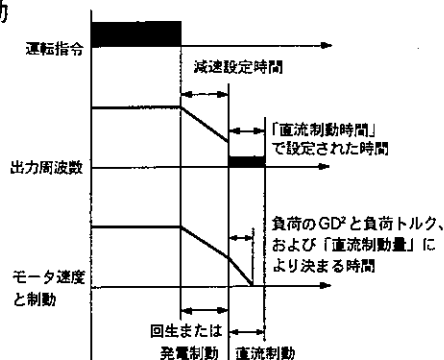 動
運転指令
減速設定時間
「直流制動時間」
で設定された時間
出力周波数
負荷のGD²と負荷トルク、
および「直流制動量」に
より決まる時間
モータ速度
と制動
回生または
発電制動
直流制動